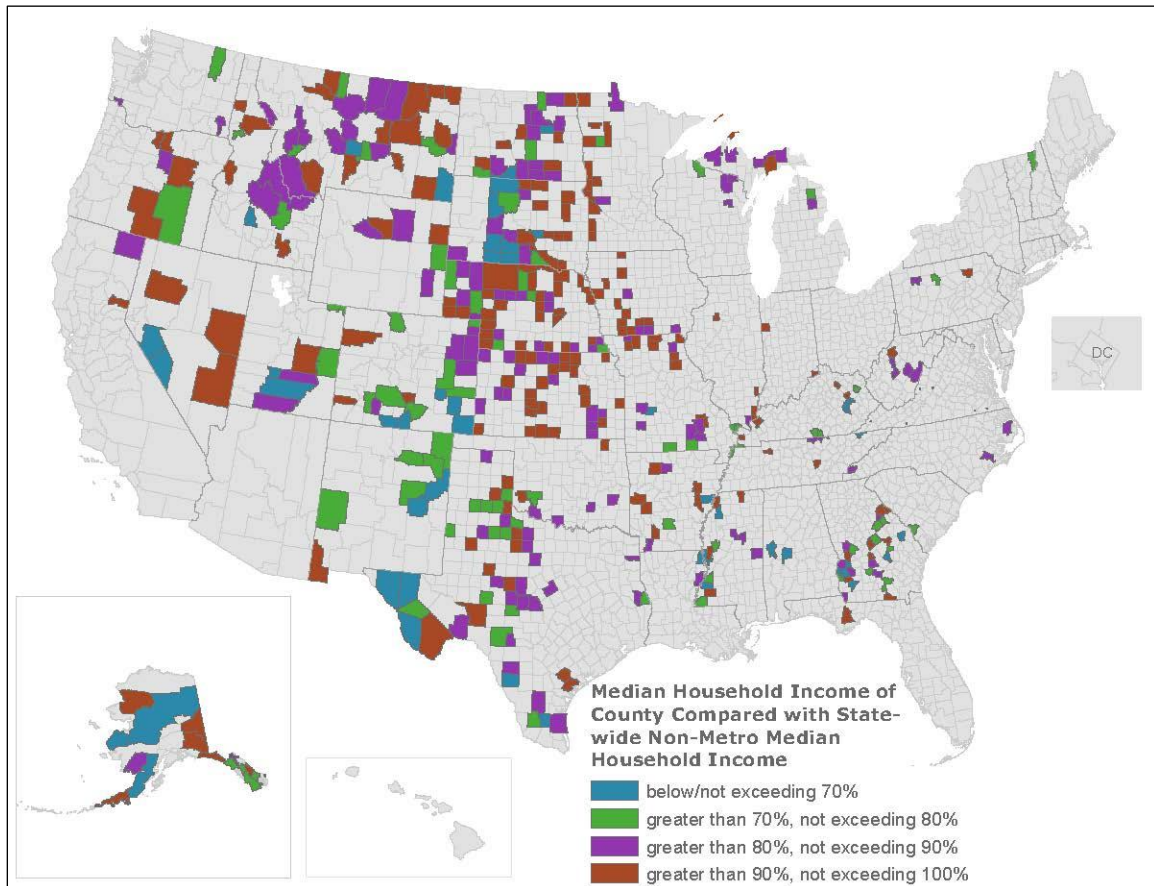 DC
Median Household Income of
County Compared with State-
wide Non-Metro Median
Household Income
below/not exceeding 70%
greater than 70%, not exceeding 80%
greater than 80%, not exceeding 90%
greater than 90%, not exceeding 100%